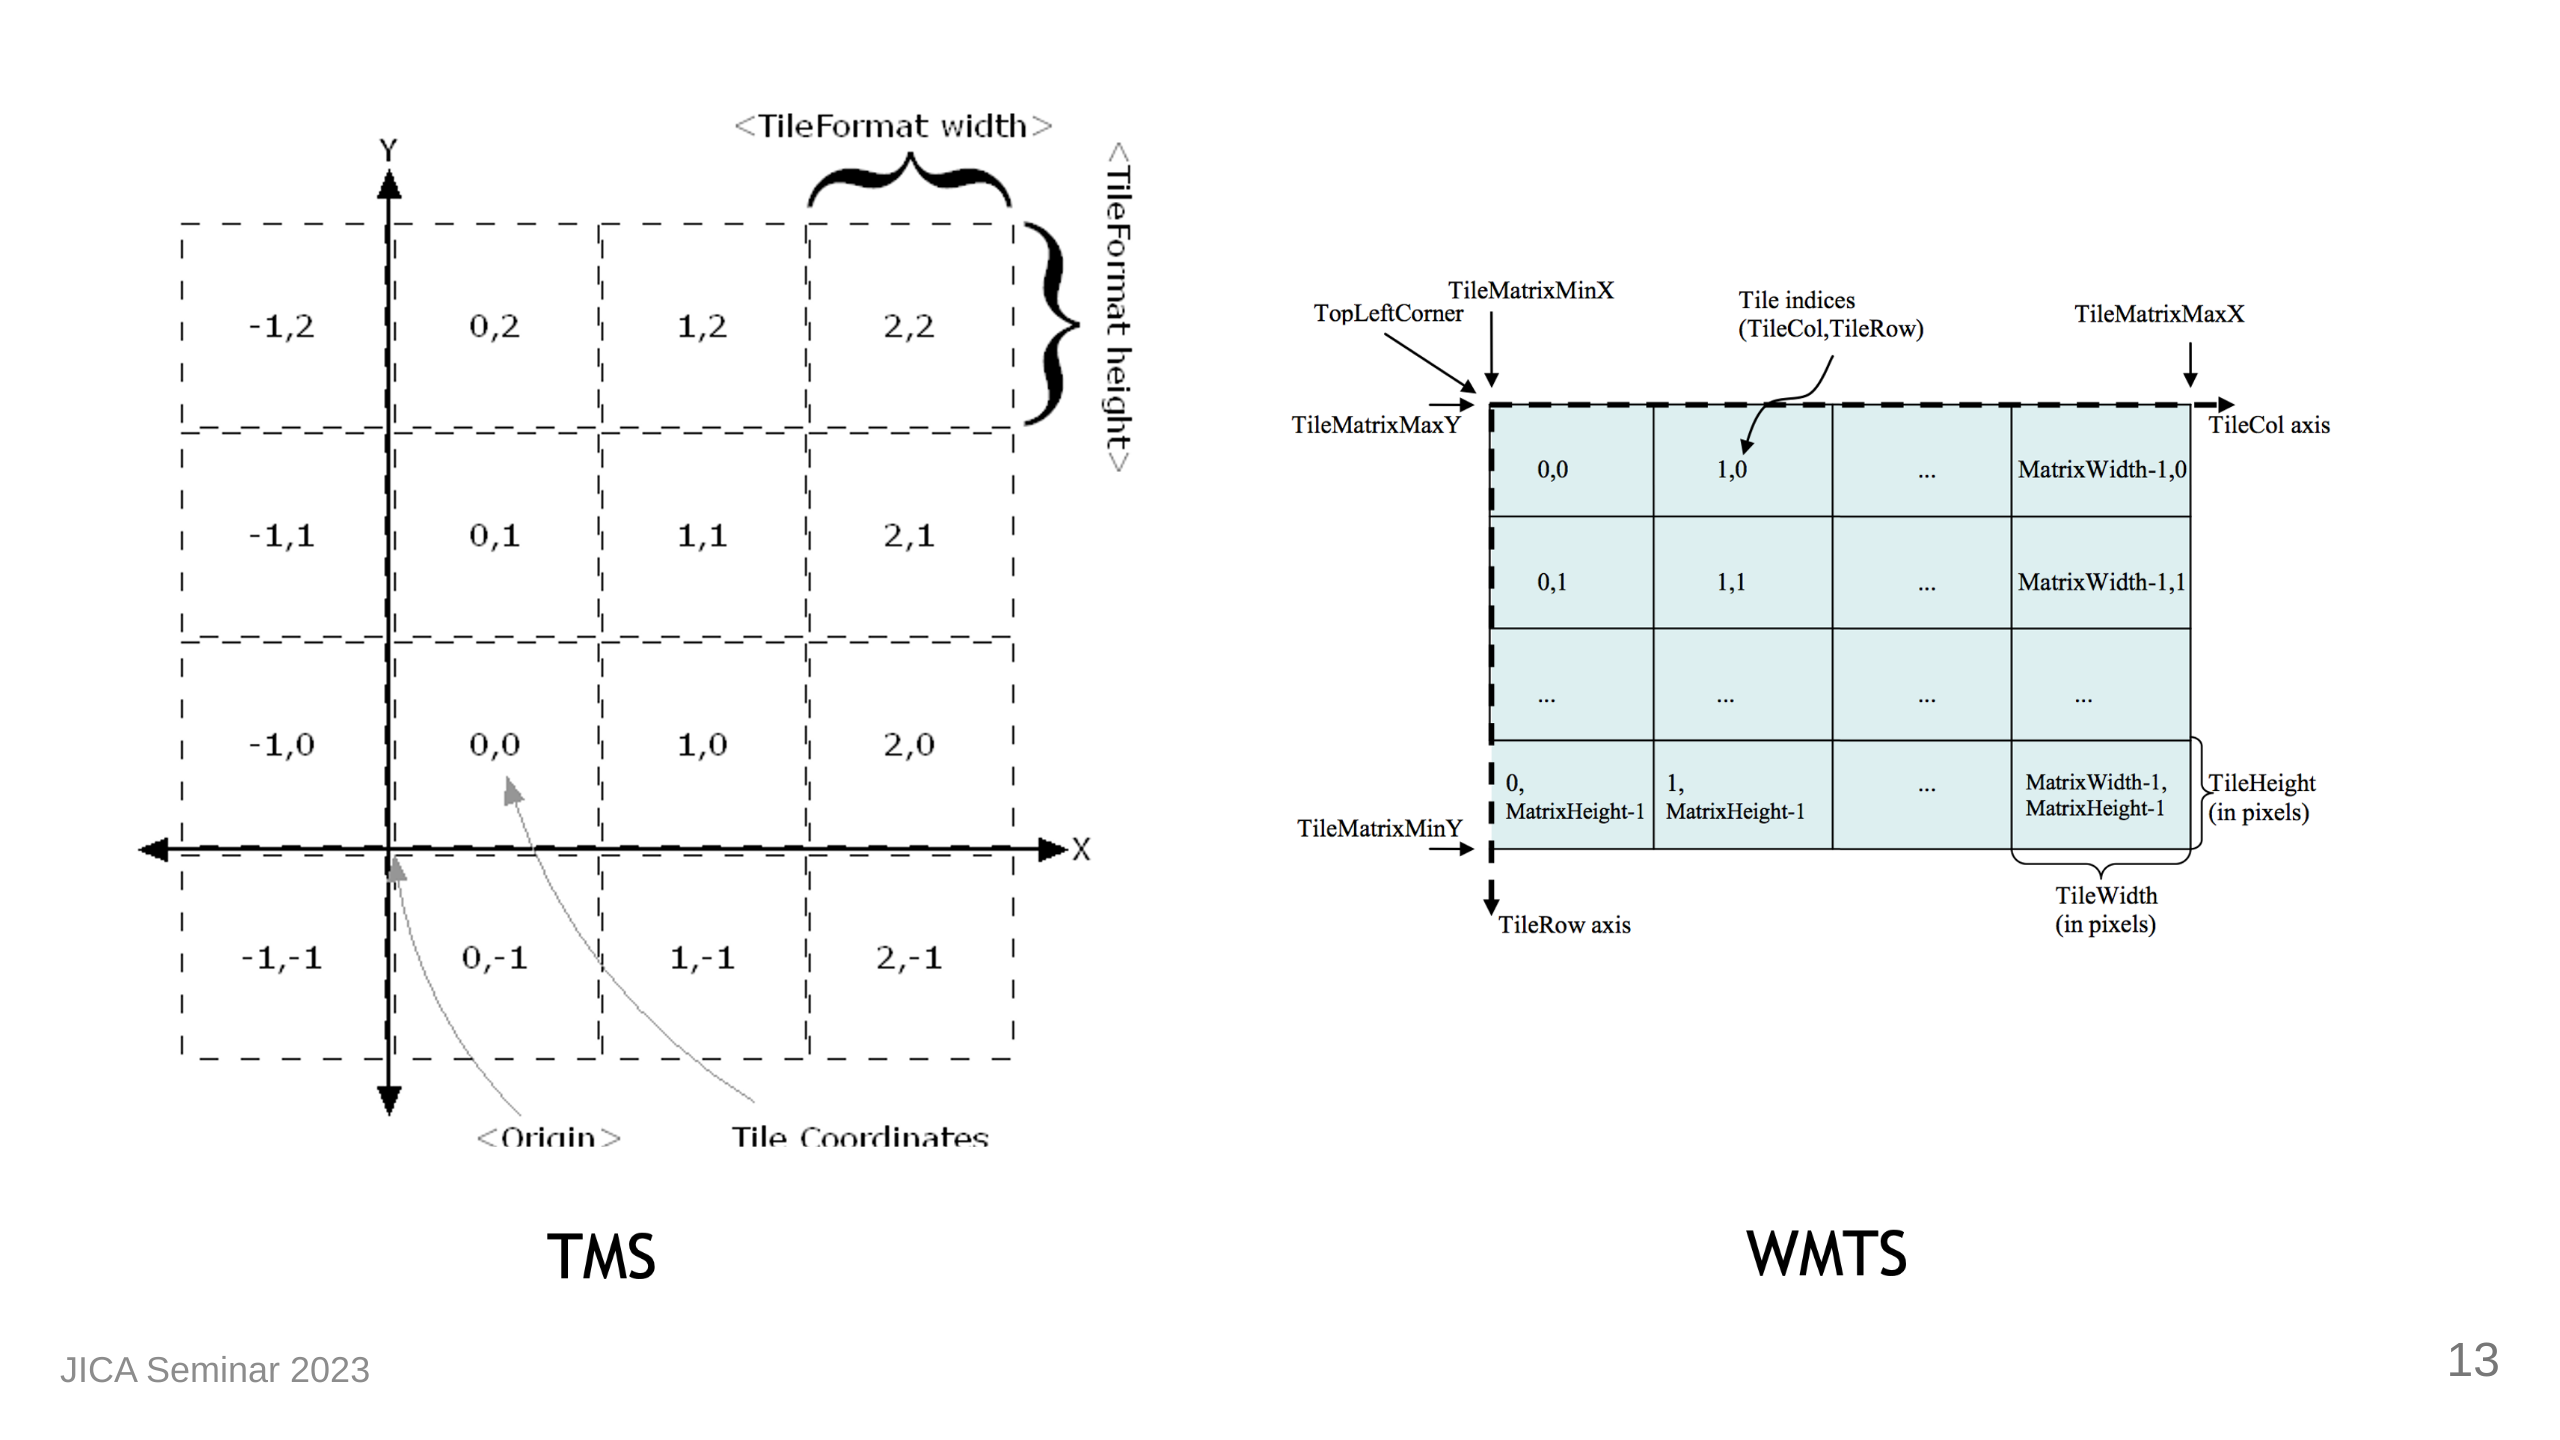 <TileFormat width>
<TileFormat height>
Y
-1,2 0,2 1,2 2,2
-1,1 0,1 1,1 2,1
-1,0 0,0 1,0 2,0
X
-1,-1 0,-1 1,-1 2,-1
<Origin> Tile Coordinates
TMS
TileMatrixMinX
TopLeftCorner
Tile indices
(TileCol,TileRow)
TileMatrixMaxX
TileMatrixMaxY
TileCol axis
0,0 1,0 ... MatrixWidth-1,0
0,1 1,1 ... MatrixWidth-1,1
... ... ... ...
0,
MatrixHeight-1
1,
MatrixHeight-1
...
MatrixWidth-1,
MatrixHeight-1
TileHeight
(in pixels)
TileMatrixMinY
TileWidth
(in pixels)
TileRow axis
WMTS
JICA Seminar 2023
13